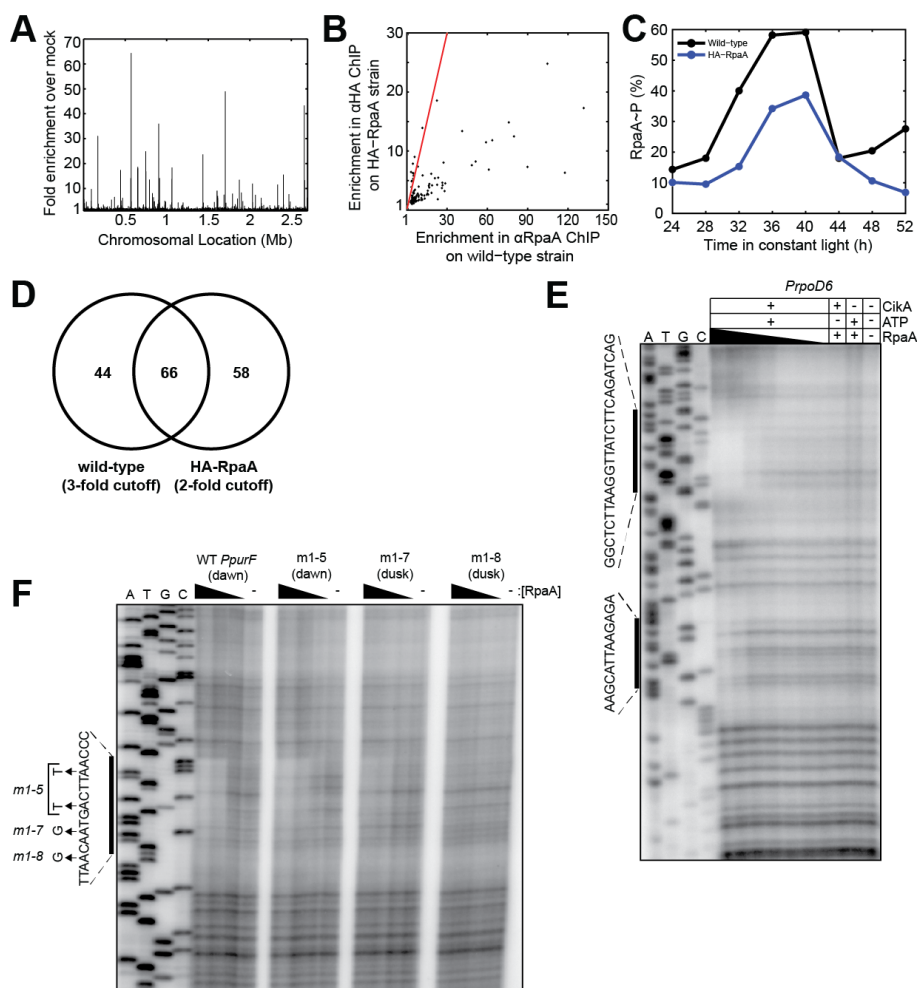 A
Fold enrichment over mock
70
60
50
40
30
20
10
1
0.5 1 1.5 2 2.5
Chromosomal Location (Mb)
B
Enrichment in αHA ChIP
on HA−RpaA strain
30
20
10
1
1 30 60 90 120 150
Enrichment in αRpaA ChIP
on wild−type strain
C
RpaA~P (%)
60
50
40
30
20
10
0
Wild−type
HA−RpaA
24 28 32 36 40 44 48 52
Time in constant light (h)
D
44 66 58
wild-type
(3-fold cutoff)
HA-RpaA
(2-fold cutoff)
E
PrpoD6
+ + - - CikA
+ - + - ATP
+ + - RpaA
A T G C
GGCTCTTAAGGTTATCTTCAGATCAG
AAGCATTAAGAGA
F
WT PpurF
(dawn)
m1-5
(dawn)
m1-7
(dusk)
m1-8
(dusk)
- - - - :[RpaA]
A T G C
TTAACAATGACTTAACCC
m1-5 T
T
m1-7 G
m1-8 G